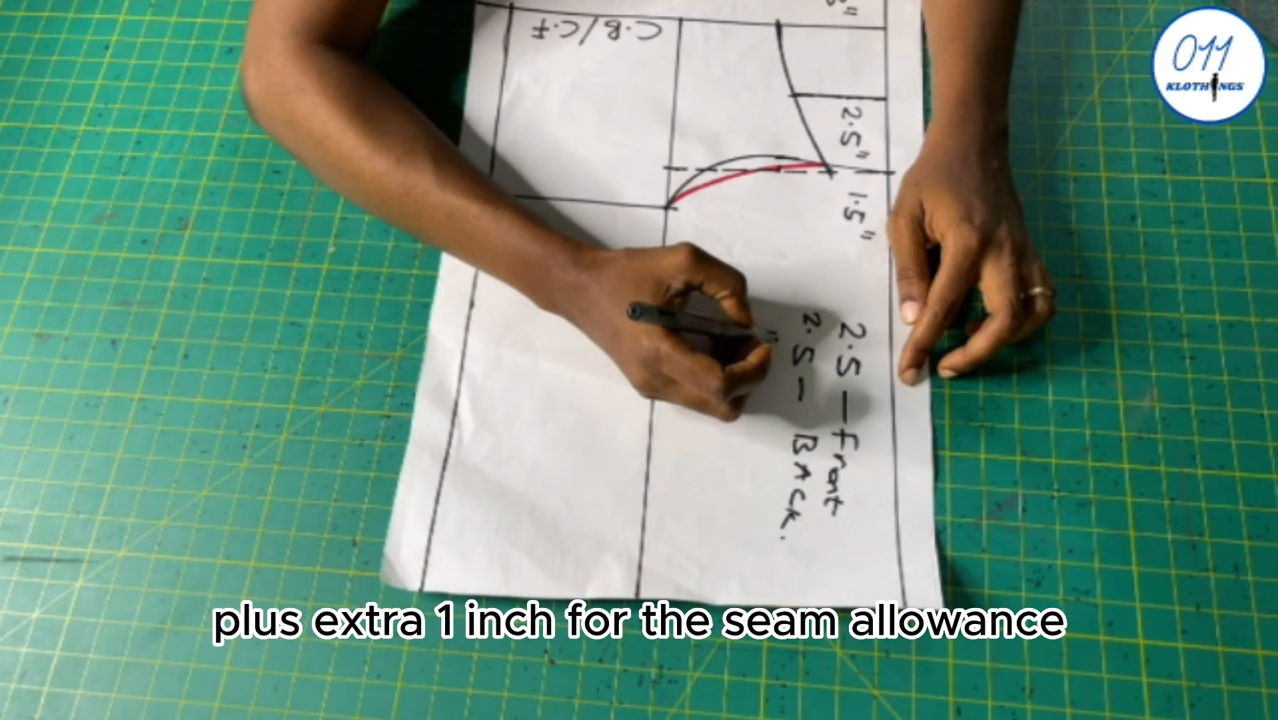 011
KLOTHINGS
C.B/C.F
2.5"
1.5"
2.5 — front
2.5 — BACK.
plus extra 1 inch for the seam allowance